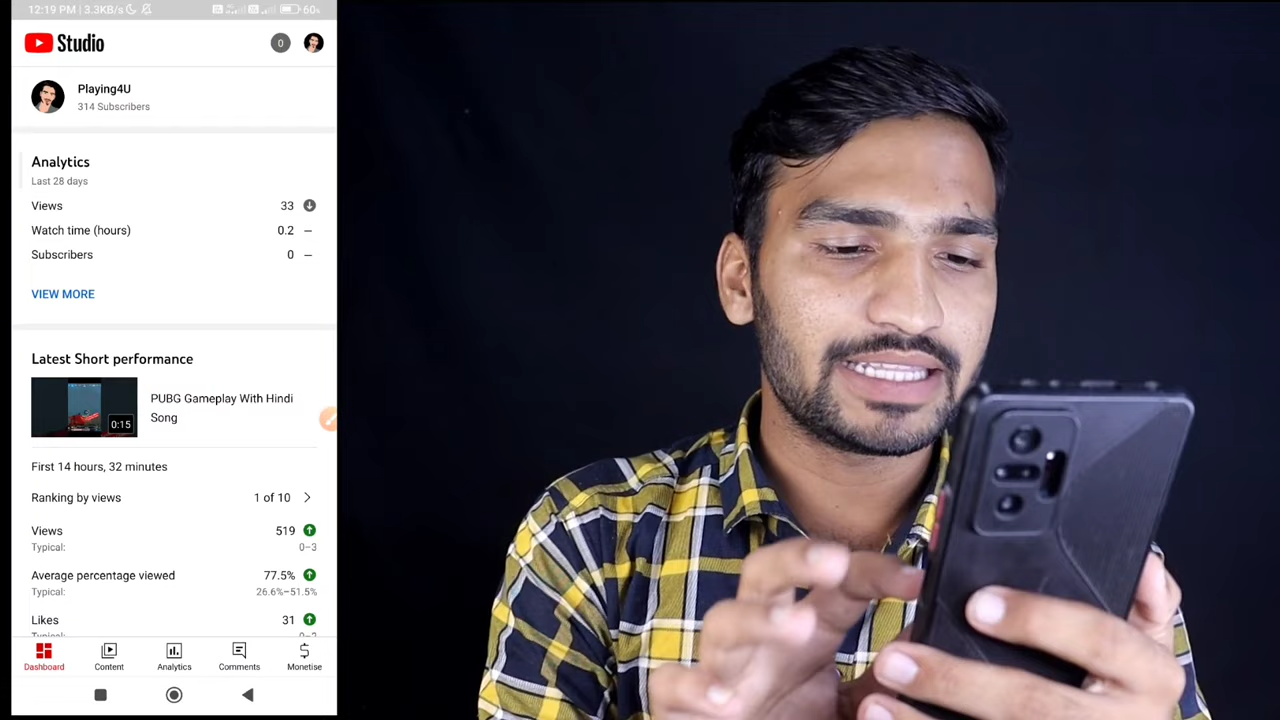 12:19 PM | 3.3KB/s
60
Studio
0
Playing4U
314 Subscribers
Analytics
Last 28 days
Views 33
Watch time (hours) 0.2 –
Subscribers 0 –
VIEW MORE
Latest Short performance
0:15
PUBG Gameplay With Hindi
Song
First 14 hours, 32 minutes
Ranking by views 1 of 10
Views 519
Typical: 0–3
Average percentage viewed 77.5%
Typical: 26.6%–51.5%
Likes 31
Typical:
Dashboard Content Analytics Comments Monetise